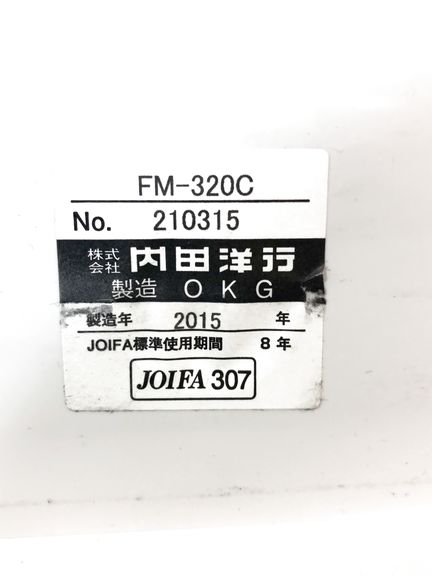 FM-320C
No. 210315
株式会社 内田洋行
製造 OKG
製造年 2015 年
JOIFA標準使用期間 8年
JOIFA 307